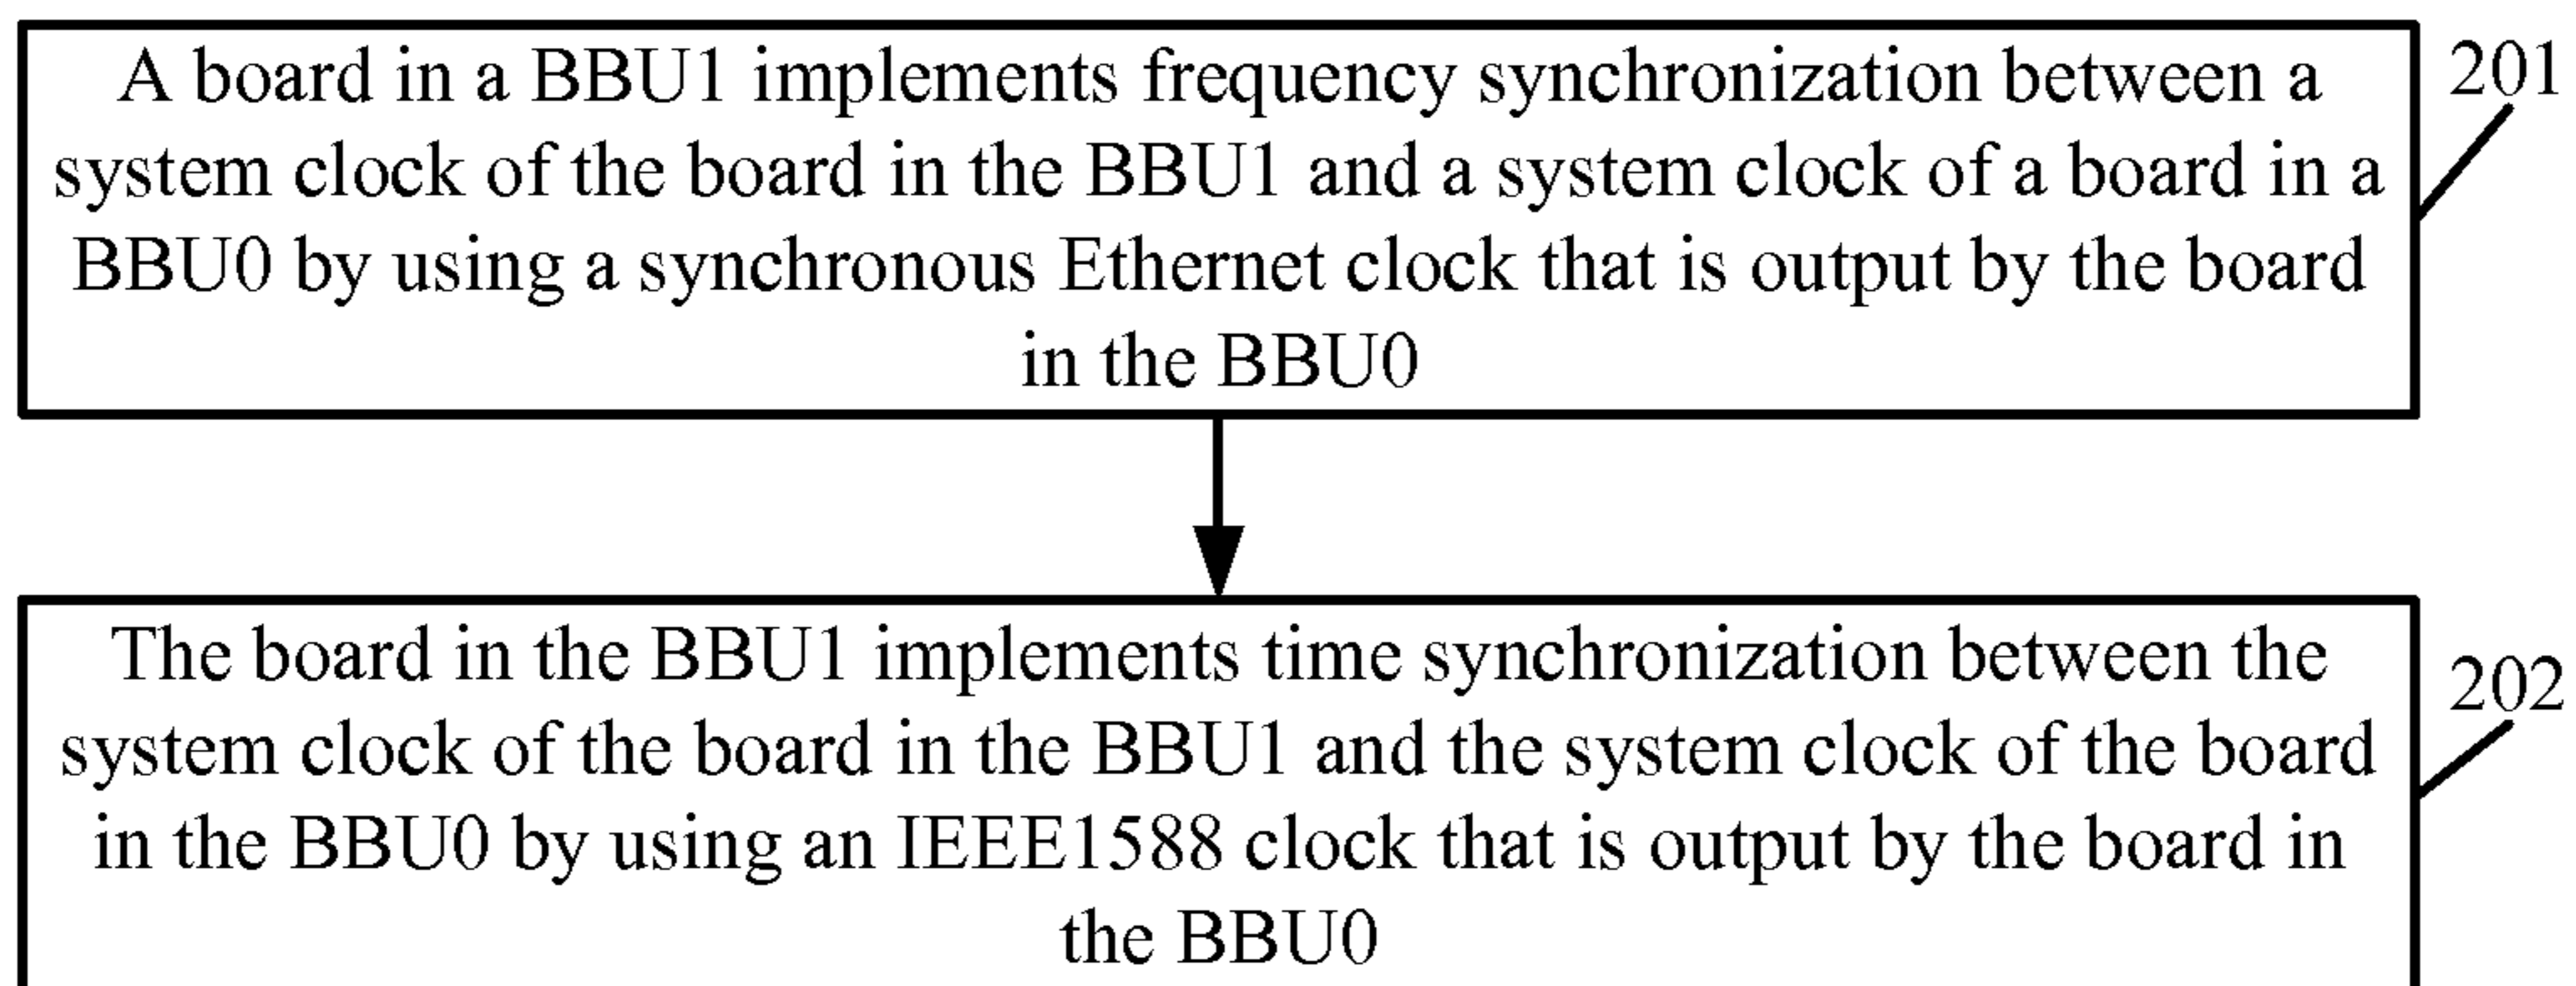 A board in a BBU1 implements frequency synchronization between a
system clock of the board in the BBU1 and a system clock of a board in a
BBU0 by using a synchronous Ethernet clock that is output by the board
in the BBU0
201
The board in the BBU1 implements time synchronization between the
system clock of the board in the BBU1 and the system clock of the board
in the BBU0 by using an IEEE1588 clock that is output by the board in
the BBU0
202